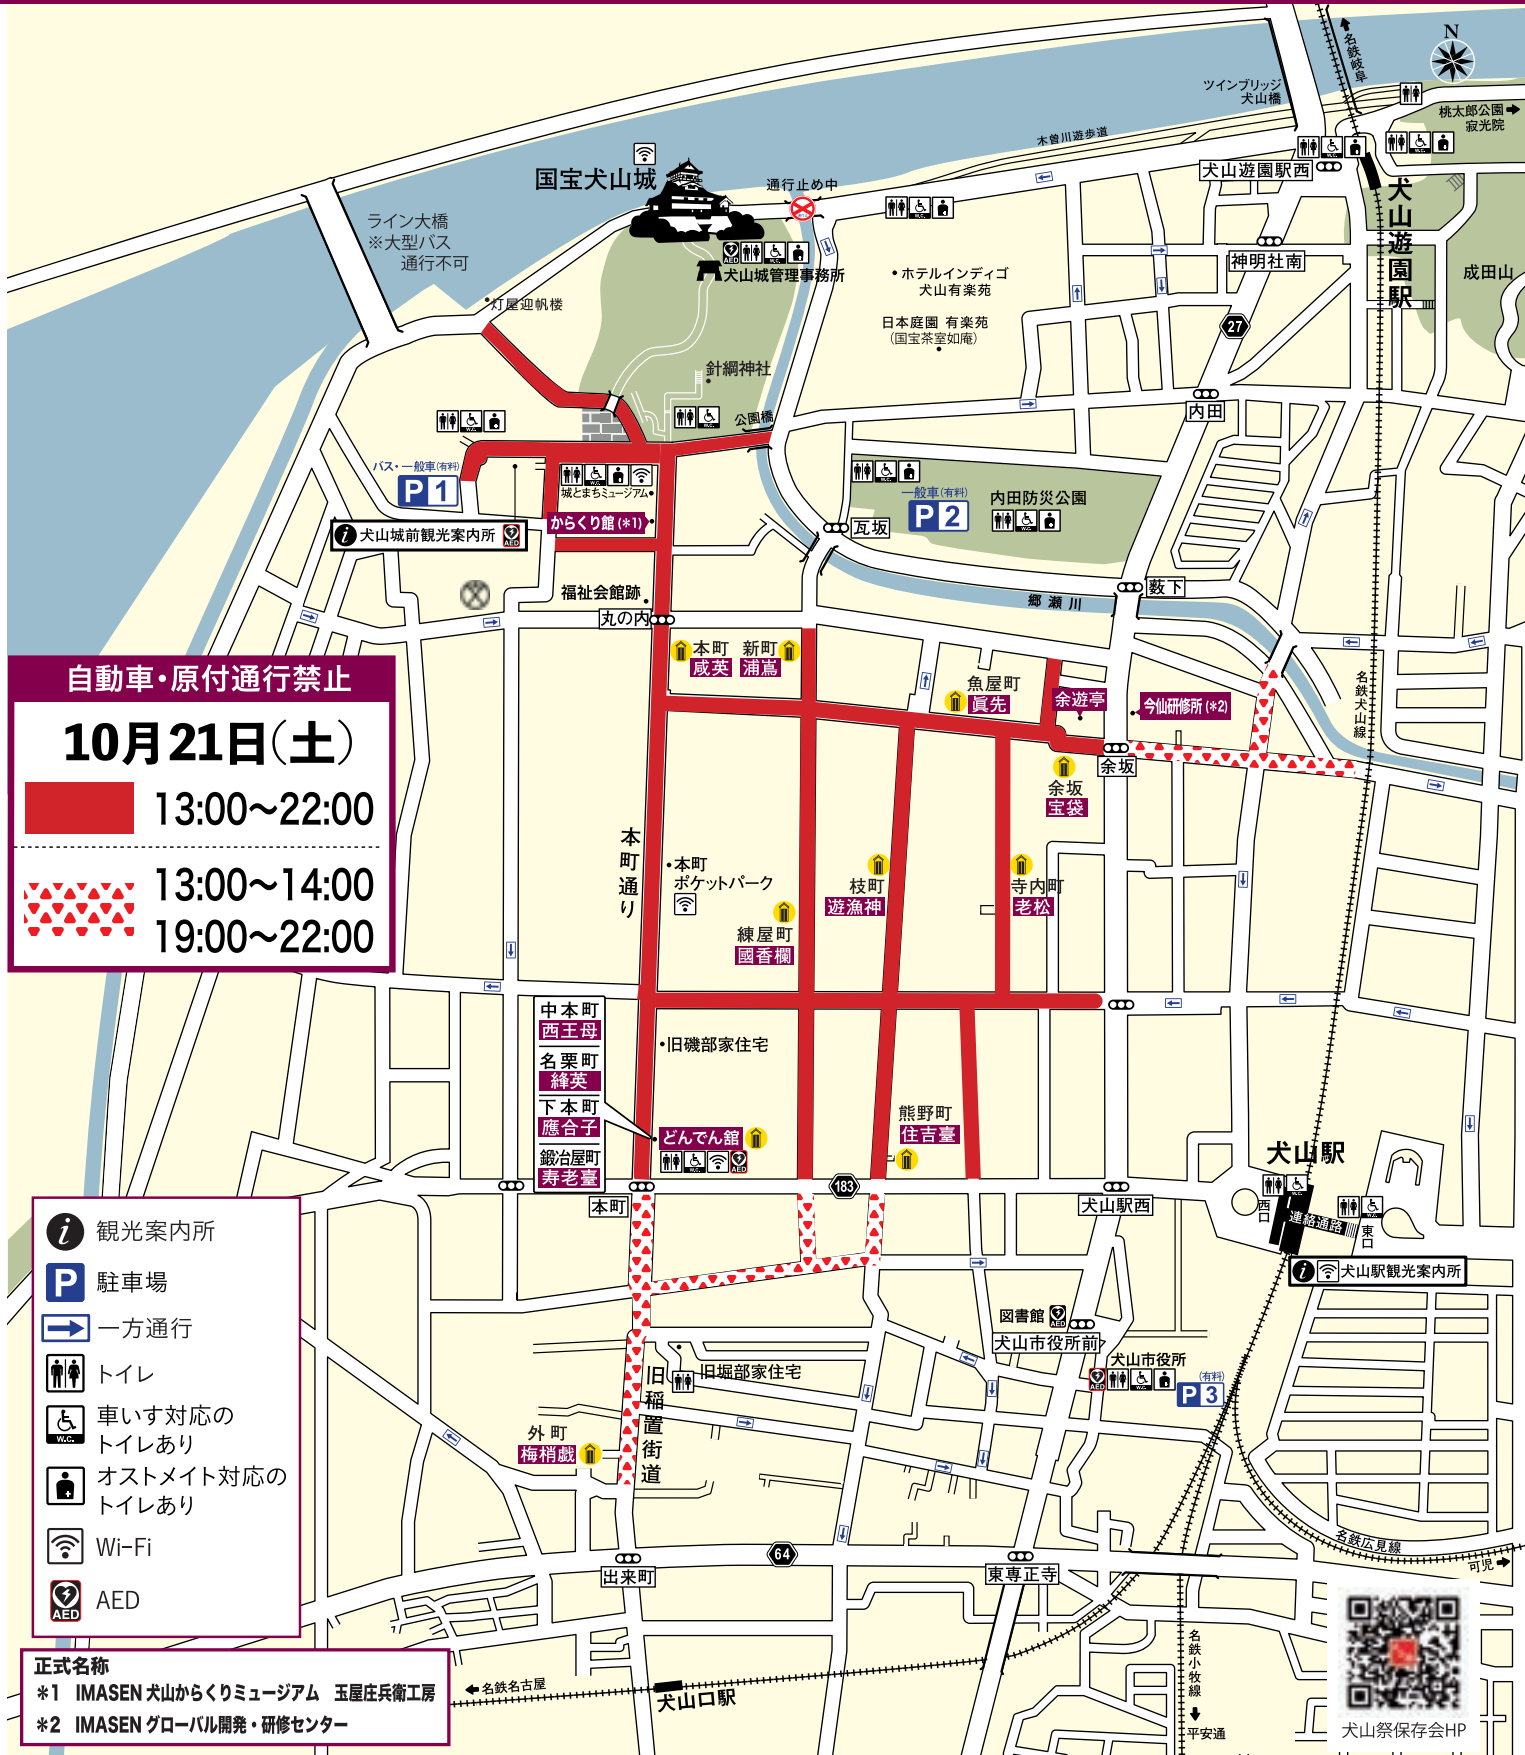 N
名鉄岐阜
ツインブリッジ
犬山橋
桃太郎公園
寂光院
木曽川遊歩道
犬山遊園駅西
国宝犬山城
通行止め中
犬山遊園駅
ライン大橋
※大型バス
通行不可
AED
W.C.
犬山城管理事務所
ホテルインディゴ
犬山有楽苑
神明社南
成田山
灯屋迎帆楼
日本庭園 有楽苑
(国宝茶室如庵)
27
針綱神社
公園橋
内田
バス・一般車(有料)
P 1
城とまちミュージアム
一般車(有料)
P 2
内田防災公園
からくり館(*1)
犬山城前観光案内所
AED
瓦坂
福祉会館跡
丸の内
郷瀬川
薮下
本町
咸英
新町
浦嶌
魚屋町
眞先
余遊亭
今仙研修所(*2)
名鉄犬山線
自動車・原付通行禁止
10月21日(土)
13:00〜22:00
13:00〜14:00
19:00〜22:00
余坂
余坂
宝袋
本町通り
本町
ポケットパーク
枝町
遊漁神
寺内町
老松
練屋町
國香欄
中本町
西王母
名栗町
縫英
下本町
應合子
鍛冶屋町
寿老臺
旧磯部家住宅
熊野町
住吉臺
どんでん館
AED
本町
183
犬山駅西
犬山駅
西口
連絡通路
東口
犬山駅観光案内所
図書館
AED
犬山市役所前
犬山市役所
AED
(有料)
P 3
旧堀部家住宅
旧稲置街道
外町
梅梢戯
観光案内所
P 駐車場
一方通行
トイレ
車いす対応の
トイレあり
W.C.
オストメイト対応の
トイレあり
Wi-Fi
AED AED
出来町
64
東専正寺
名鉄広見線
可児
名鉄小牧線
平安通
名鉄名古屋
犬山口駅
正式名称
*1 IMASEN 犬山からくりミュージアム 玉屋庄兵衛工房
*2 IMASEN グローバル開発・研修センター
犬山祭保存会HP